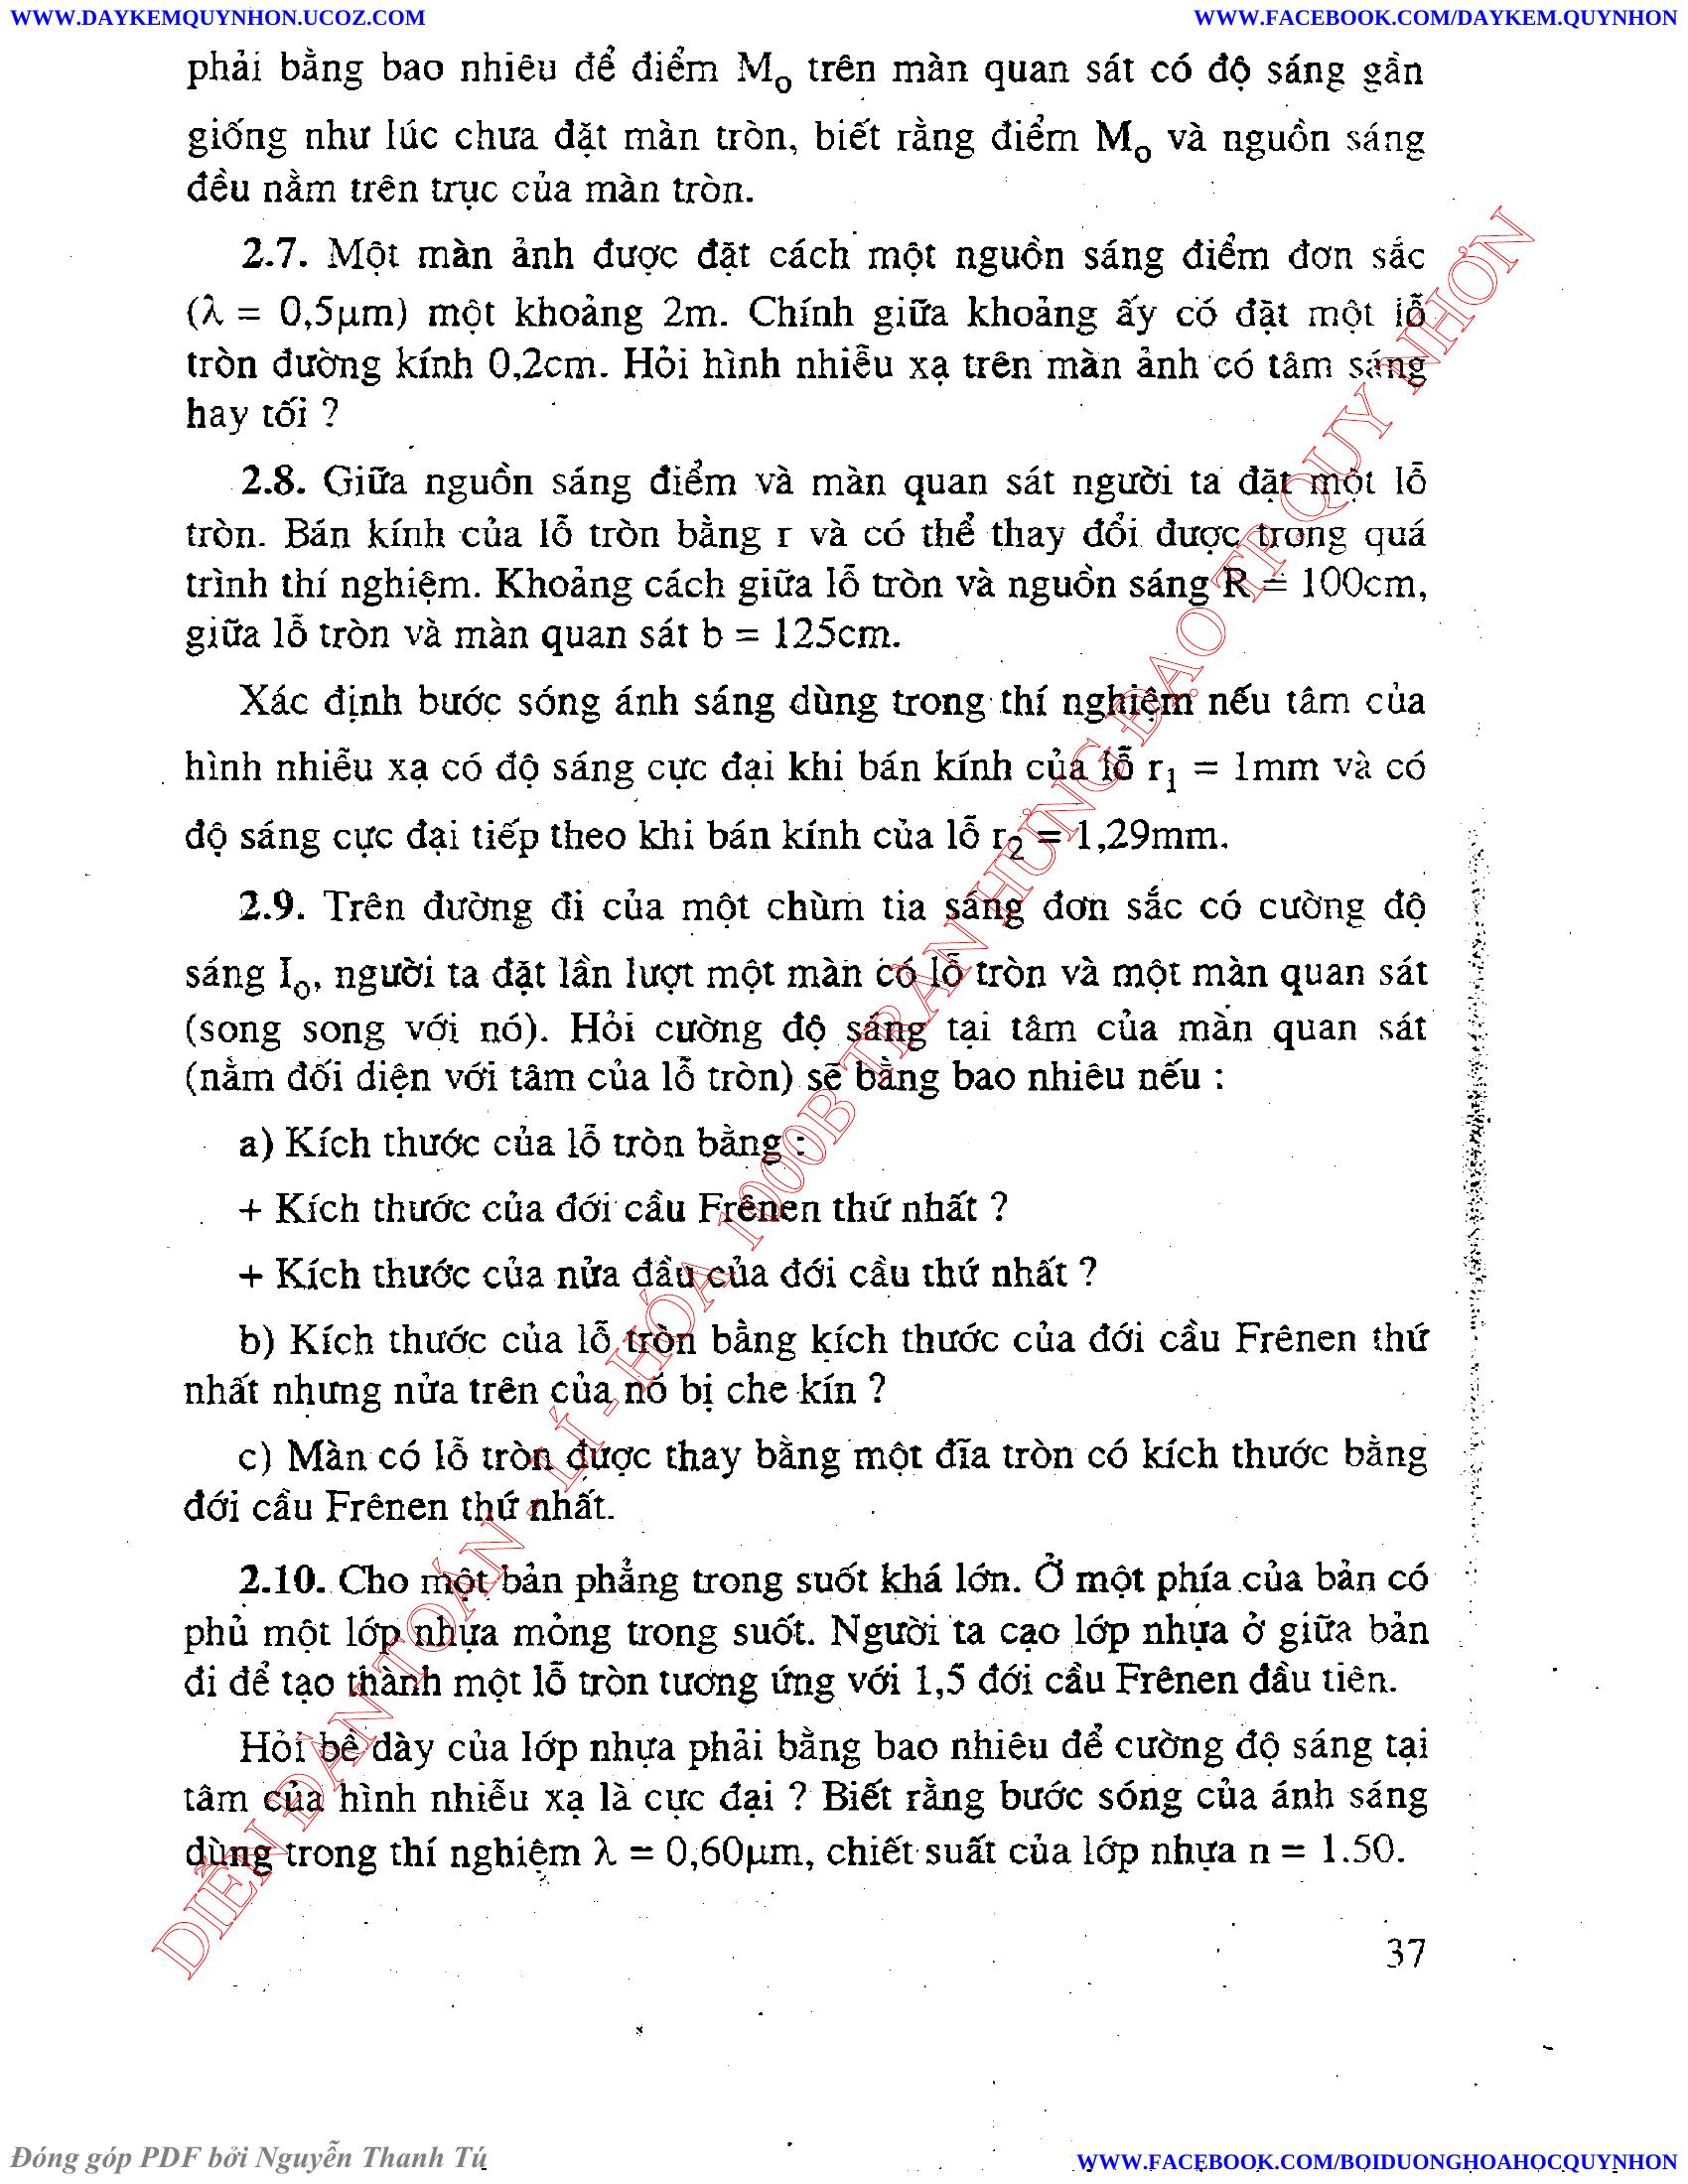 WWW.DAYKEMQUYNHON.UCOZ.COM
WWW.FACEBOOK.COM/DAYKEM.QUYNHON
phải bằng bao nhiêu để điểm Mo trên màn quan sát có độ sáng gần
giống như lúc chưa đặt màn tròn, biết rằng điểm Mo và nguồn sáng
đều nằm trên trục của màn tròn.
2.7. Một màn ảnh được đặt cách một nguồn sáng điểm đơn sắc
(λ = 0,5μm) một khoảng 2m. Chính giữa khoảng ấy có đặt một lỗ
tròn đường kính 0,2cm. Hỏi hình nhiễu xạ trên màn ảnh có tâm sáng
hay tối ?
2.8. Giữa nguồn sáng điểm và màn quan sát người ta đặt một lỗ
tròn. Bán kính của lỗ tròn bằng r và có thể thay đổi được trong quá
trình thí nghiệm. Khoảng cách giữa lỗ tròn và nguồn sáng R = 100cm,
giữa lỗ tròn và màn quan sát b = 125cm.
Xác định bước sóng ánh sáng dùng trong thí nghiệm nếu tâm của
hình nhiễu xạ có độ sáng cực đại khi bán kính của lỗ r1 = 1mm và có
độ sáng cực đại tiếp theo khi bán kính của lỗ r2 = 1,29mm.
2.9. Trên đường đi của một chùm tia sáng đơn sắc có cường độ
sáng Io, người ta đặt lần lượt một màn có lỗ tròn và một màn quan sát
(song song với nó). Hỏi cường độ sáng tại tâm của màn quan sát
(nằm đối diện với tâm của lỗ tròn) sẽ bằng bao nhiêu nếu :
a) Kích thước của lỗ tròn bằng :
+ Kích thước của đới cầu Frênen thứ nhất ?
+ Kích thước của nửa đầu của đới cầu thứ nhất ?
b) Kích thước của lỗ tròn bằng kích thước của đới cầu Frênen thứ
nhất nhưng nửa trên của nó bị che kín ?
c) Màn có lỗ tròn được thay bằng một đĩa tròn có kích thước bằng
đới cầu Frênen thứ nhất.
2.10. Cho một bản phẳng trong suốt khá lớn. Ở một phía của bản có
phủ một lớp nhựa mỏng trong suốt. Người ta cạo lớp nhựa ở giữa bản
đi để tạo thành một lỗ tròn tương ứng với 1,5 đới cầu Frênen đầu tiên.
Hỏi bề dày của lớp nhựa phải bằng bao nhiêu để cường độ sáng tại
tâm của hình nhiễu xạ là cực đại ? Biết rằng bước sóng của ánh sáng
dùng trong thí nghiệm λ = 0,60μm, chiết suất của lớp nhựa n = 1.50.
37
DIỄN ĐÀN TOÁN - LÍ - HÓA 1000B TRẦN HƯNG ĐẠO TP.QUY NHƠN
Đóng góp PDF bởi Nguyễn Thanh Tú
WWW.FACEBOOK.COM/BOIDUONGHOAHOCQUYNHON